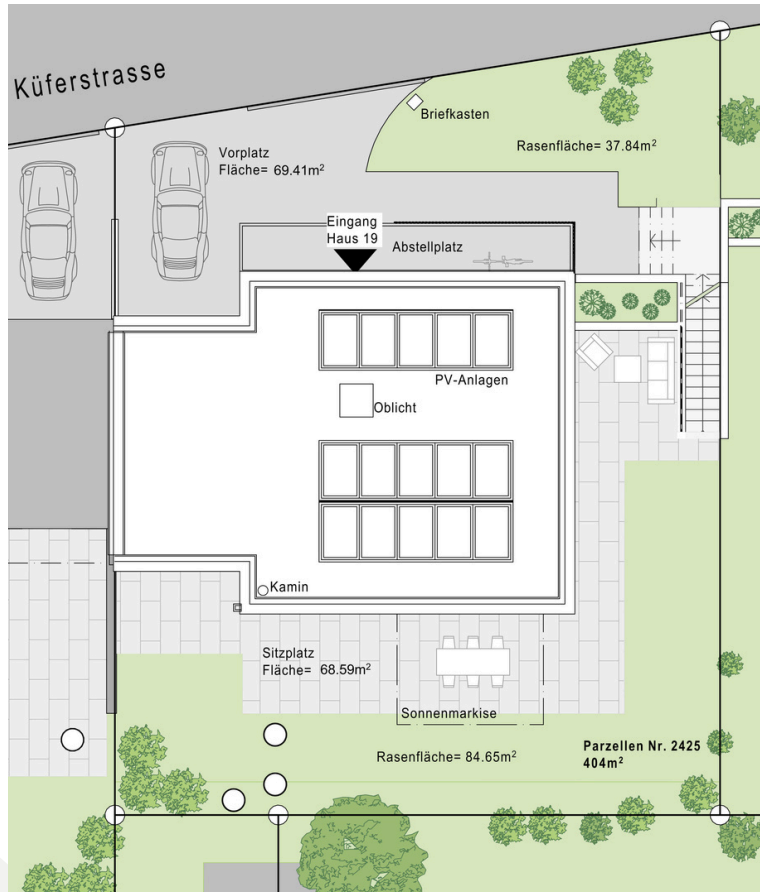 Küferstrasse
Briefkasten
Vorplatz
Fläche= 69.41m²
Rasenfläche= 37.84m²
Eingang
Haus 19
Abstellplatz
PV-Anlagen
Oblicht
Kamin
Sitzplatz
Fläche= 68.59m²
Sonnenmarkise
Rasenfläche= 84.65m²
Parzellen Nr. 2425
404m²